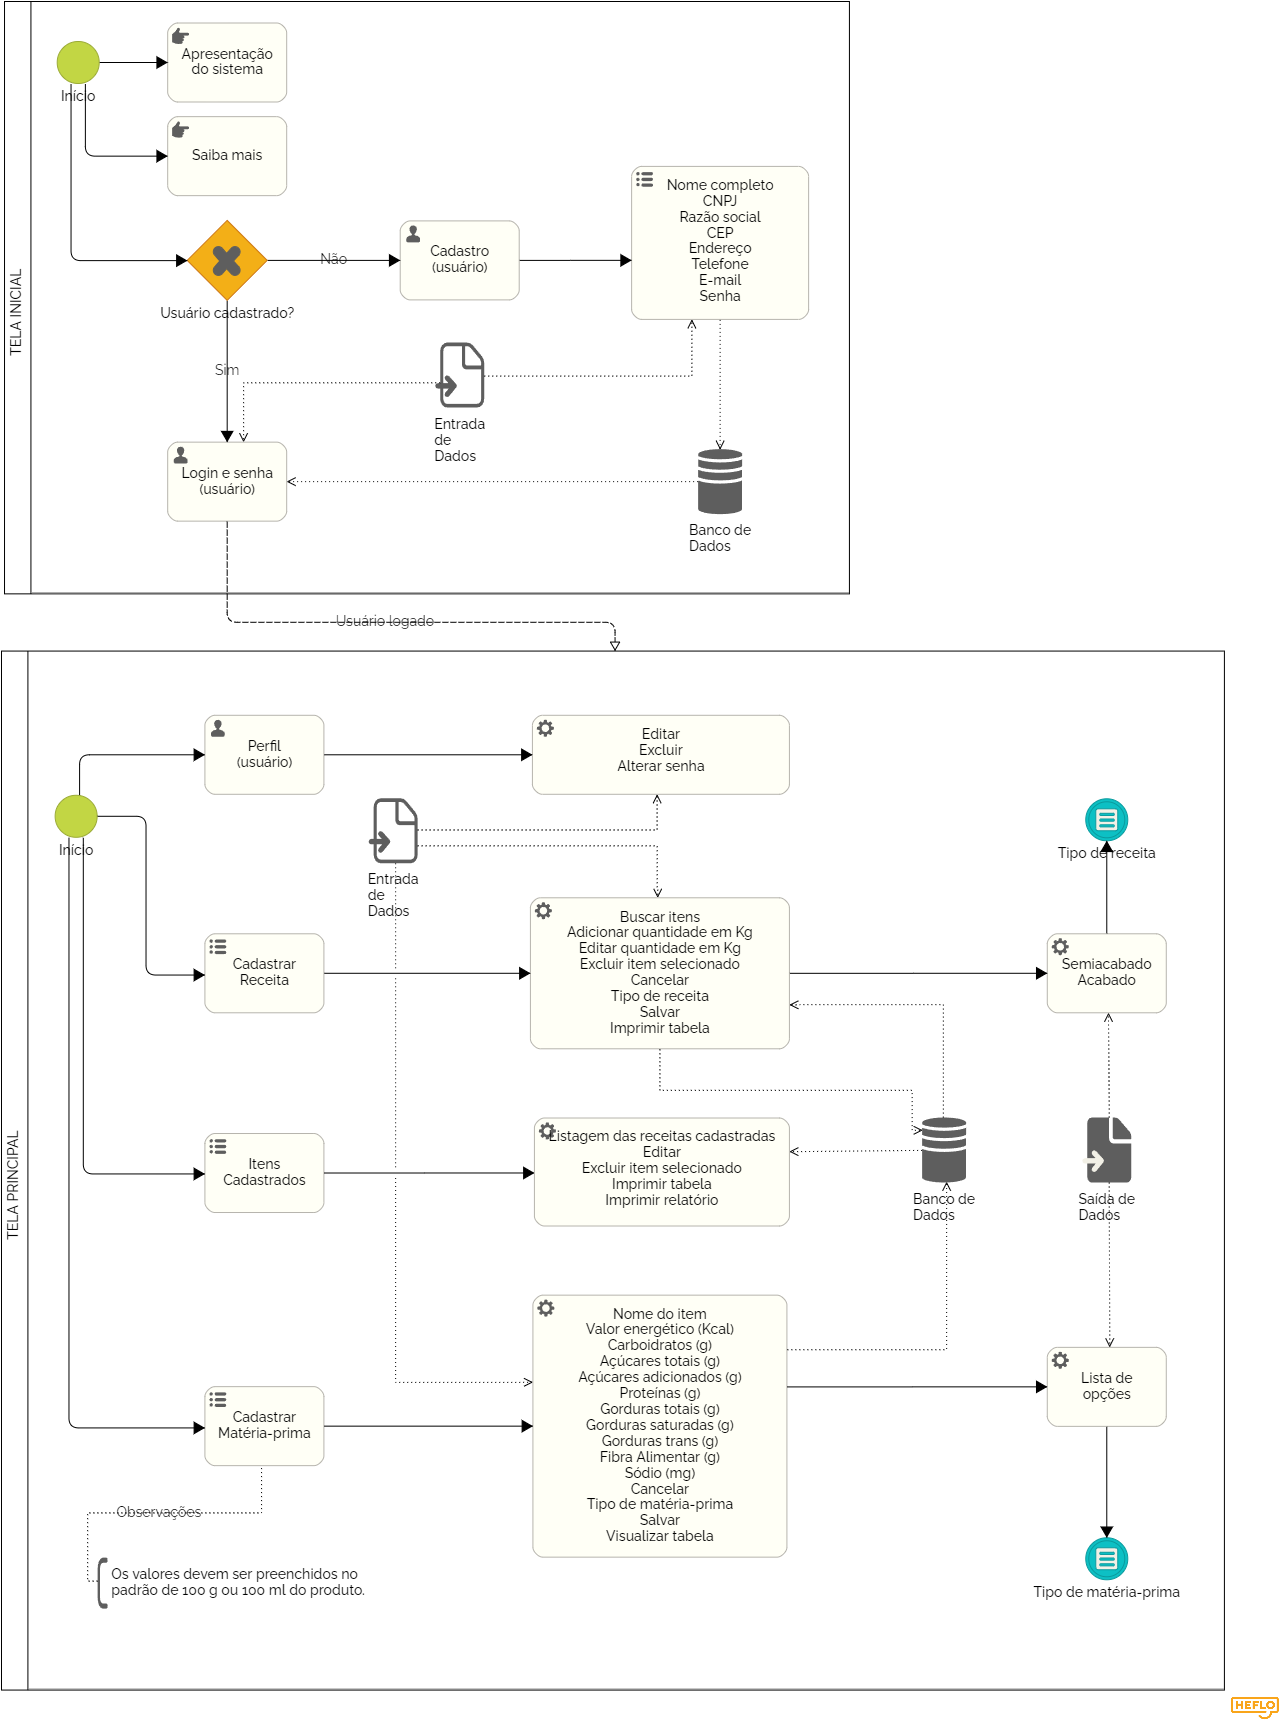 TELA INICIAL
Início
Apresentação
do sistema
Saiba mais
Usuário cadastrado?
Não
Sim
Cadastro
(usuário)
Nome completo
CNPJ
Razão social
CEP
Endereço
Telefone
E-mail
Senha
Entrada
de
Dados
Login e senha
(usuário)
Banco de
Dados
Usuário logado
TELA PRINCIPAL
Início
Perfil
(usuário)
Editar
Excluir
Alterar senha
Entrada
de
Dados
Tipo de receita
Cadastrar
Receita
Buscar itens
Adicionar quantidade em Kg
Editar quantidade em Kg
Excluir item selecionado
Cancelar
Tipo de receita
Salvar
Imprimir tabela
Semiacabado
Acabado
Itens
Cadastrados
Listagem das receitas cadastradas
Editar
Excluir item selecionado
Imprimir tabela
Imprimir relatório
Banco de
Dados
Saída de
Dados
Cadastrar
Matéria-prima
Nome do item
Valor energético (Kcal)
Carboidratos (g)
Açúcares totais (g)
Açúcares adicionados (g)
Proteínas (g)
Gorduras totais (g)
Gorduras saturadas (g)
Gorduras trans (g)
Fibra Alimentar (g)
Sódio (mg)
Cancelar
Tipo de matéria-prima
Salvar
Visualizar tabela
Lista de
opções
Observações
Os valores devem ser preenchidos no
padrão de 100 g ou 100 ml do produto.
Tipo de matéria-prima
HEFLO